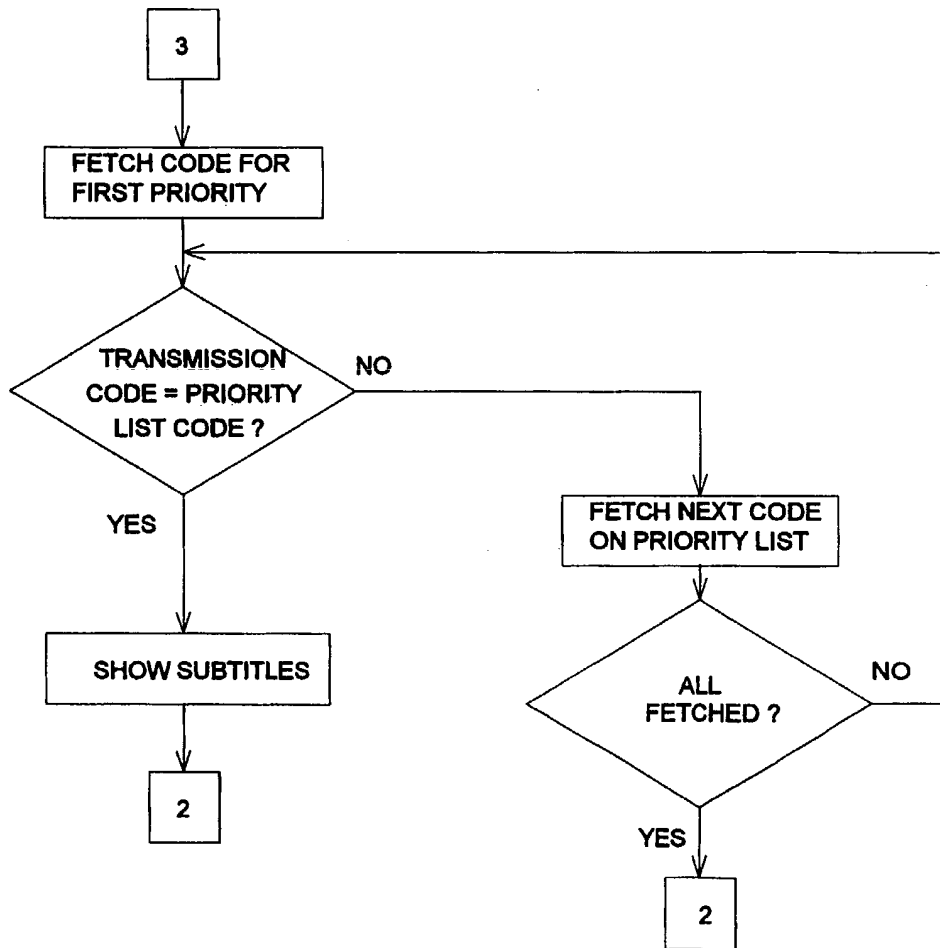 3
FETCH CODE FOR
FIRST PRIORITY
TRANSMISSION
CODE = PRIORITY
LIST CODE ?
NO
YES
FETCH NEXT CODE
ON PRIORITY LIST
SHOW SUBTITLES
ALL
FETCHED ?
NO
2
YES
2